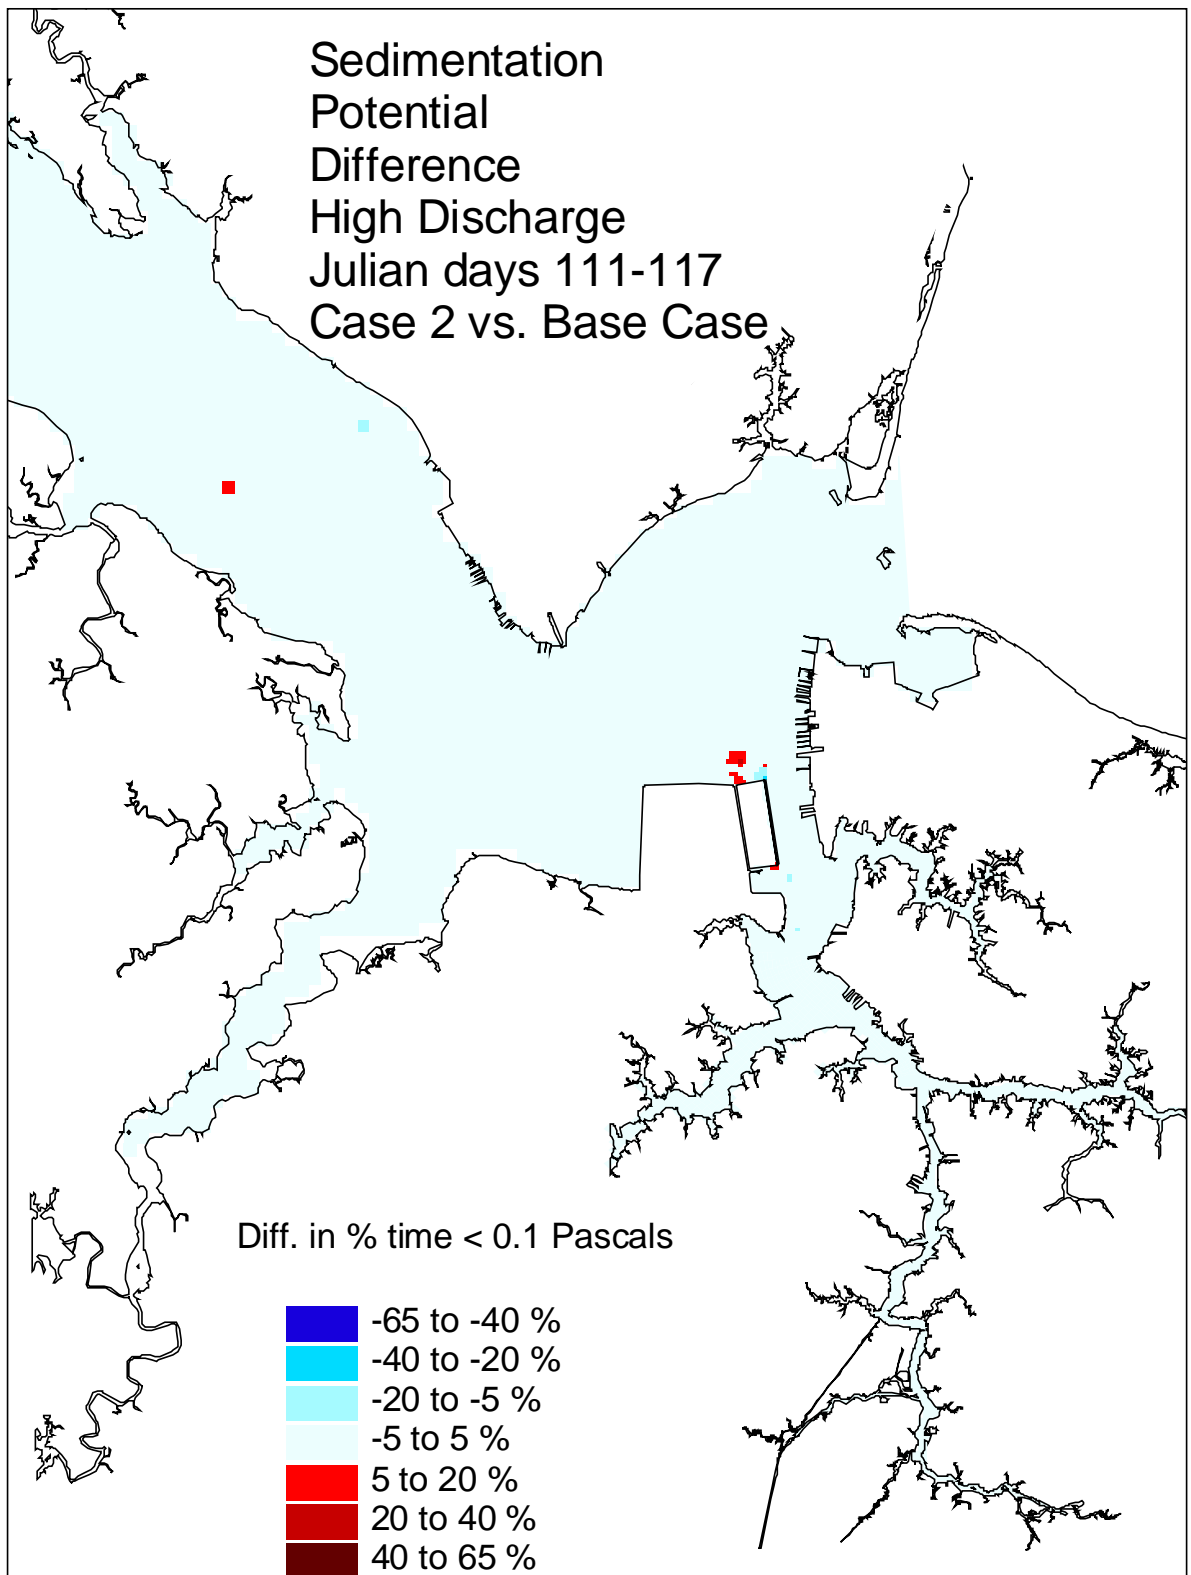 Sedimentation
Potential
Difference
High Discharge
Julian days 111-117
Case 2 vs. Base Case
Diff. in % time < 0.1 Pascals
-65 to -40 %
-40 to -20 %
-20 to -5 %
-5 to 5 %
5 to 20 %
20 to 40 %
40 to 65 %